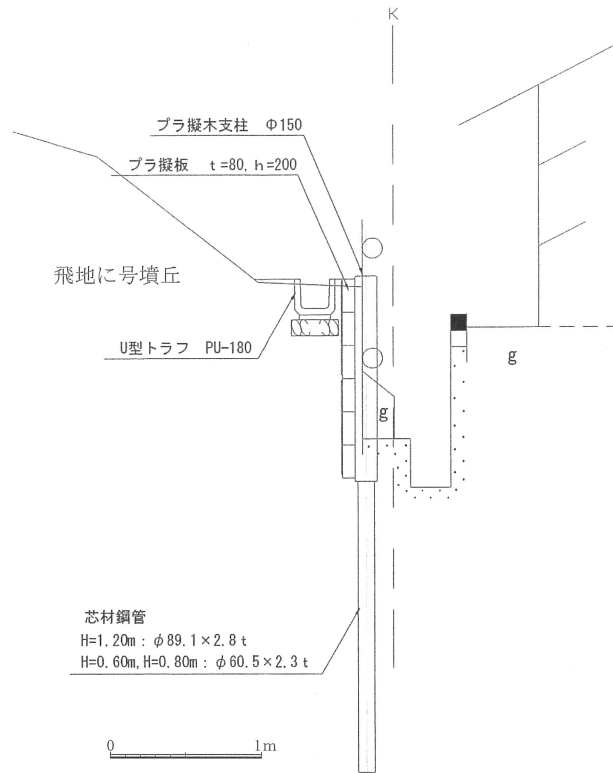 K
プラ擬木支柱 Φ150
プラ擬板 t=80, h=200
飛地に号墳丘
U型トラフ PU-180
g
g
芯材鋼管
H=1.20m : φ89.1×2.8t
H=0.60m, H=0.80m : φ60.5×2.3t
0 1m